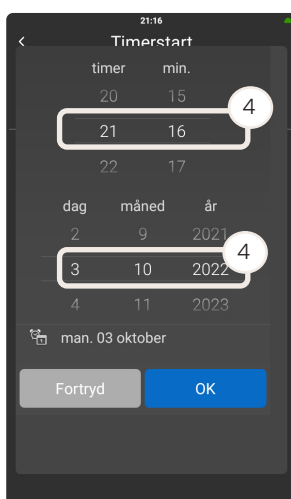 21:16
Timerstart
timer min.
20 15
4
21 16
22 17
dag måned år
2 9 2021
4
3 10 2022
4 11 2023
man. 03 oktober
Fortryd OK